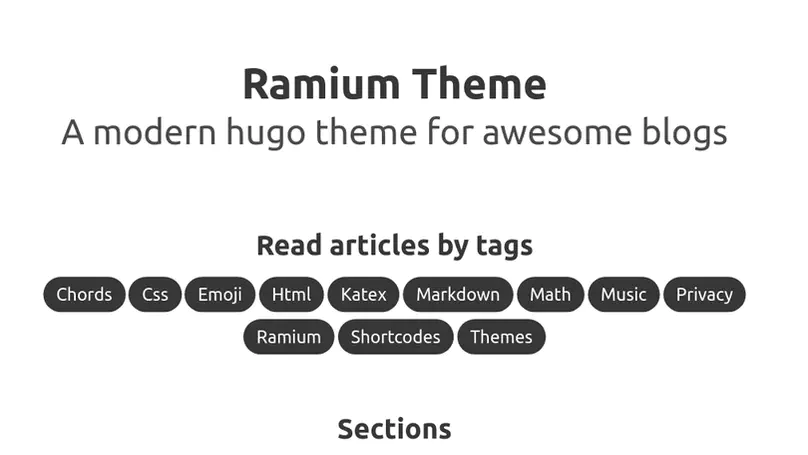 Ramium Theme
A modern hugo theme for awesome blogs
Read articles by tags
Chords Css Emoji Html Katex Markdown Math Music Privacy
Ramium Shortcodes Themes
Sections